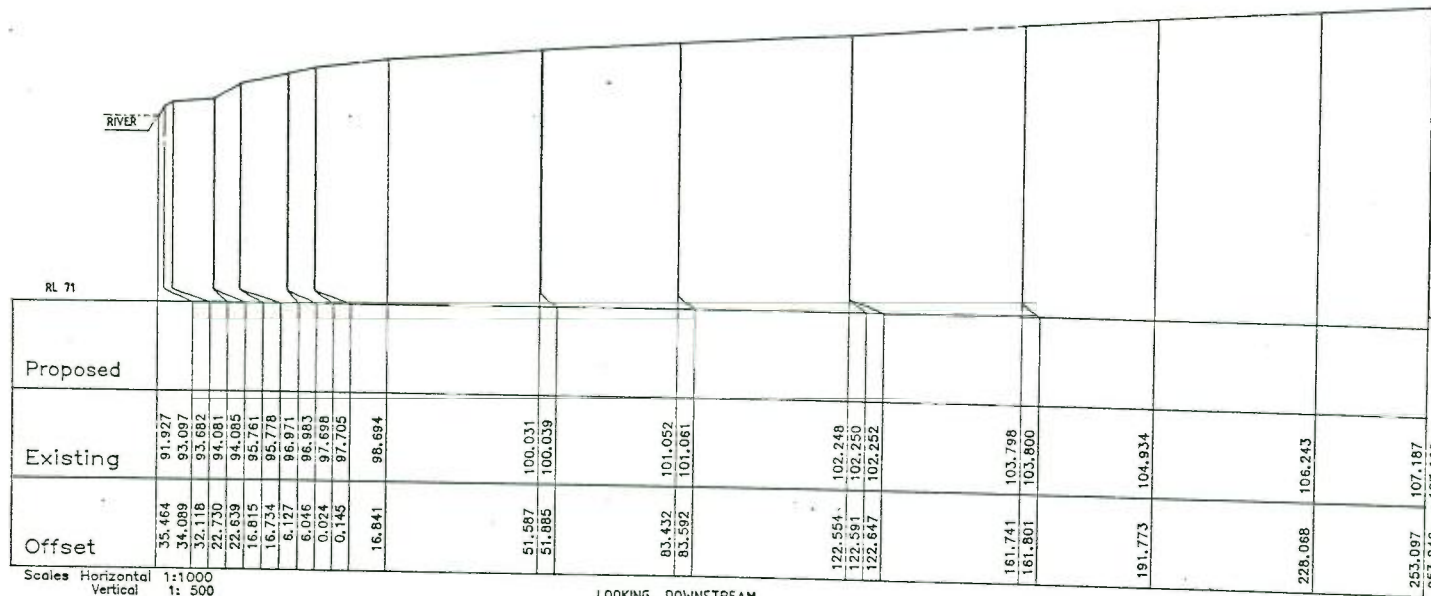 RIVER
RL 71
Proposed
Existing 91.927 93.097 93.682 94.081 94.085 95.761 95.778 96.971 96.983 97.698 97.705 98.694 100.031 100.039 101.052 101.061 102.248 102.250 102.252 103.798 103.800 104.934 106.243 107.187
Offset 35.464 34.089 32.118 22.730 22.639 16.815 16.734 6.127 6.046 0.024 0.145 16.841 51.587 51.885 83.432 83.592 122.554 122.591 122.647 161.741 161.801 191.773 228.068 253.097
Scales Horizontal 1:1000
Vertical 1: 500
LOOKING DOWNSTREAM